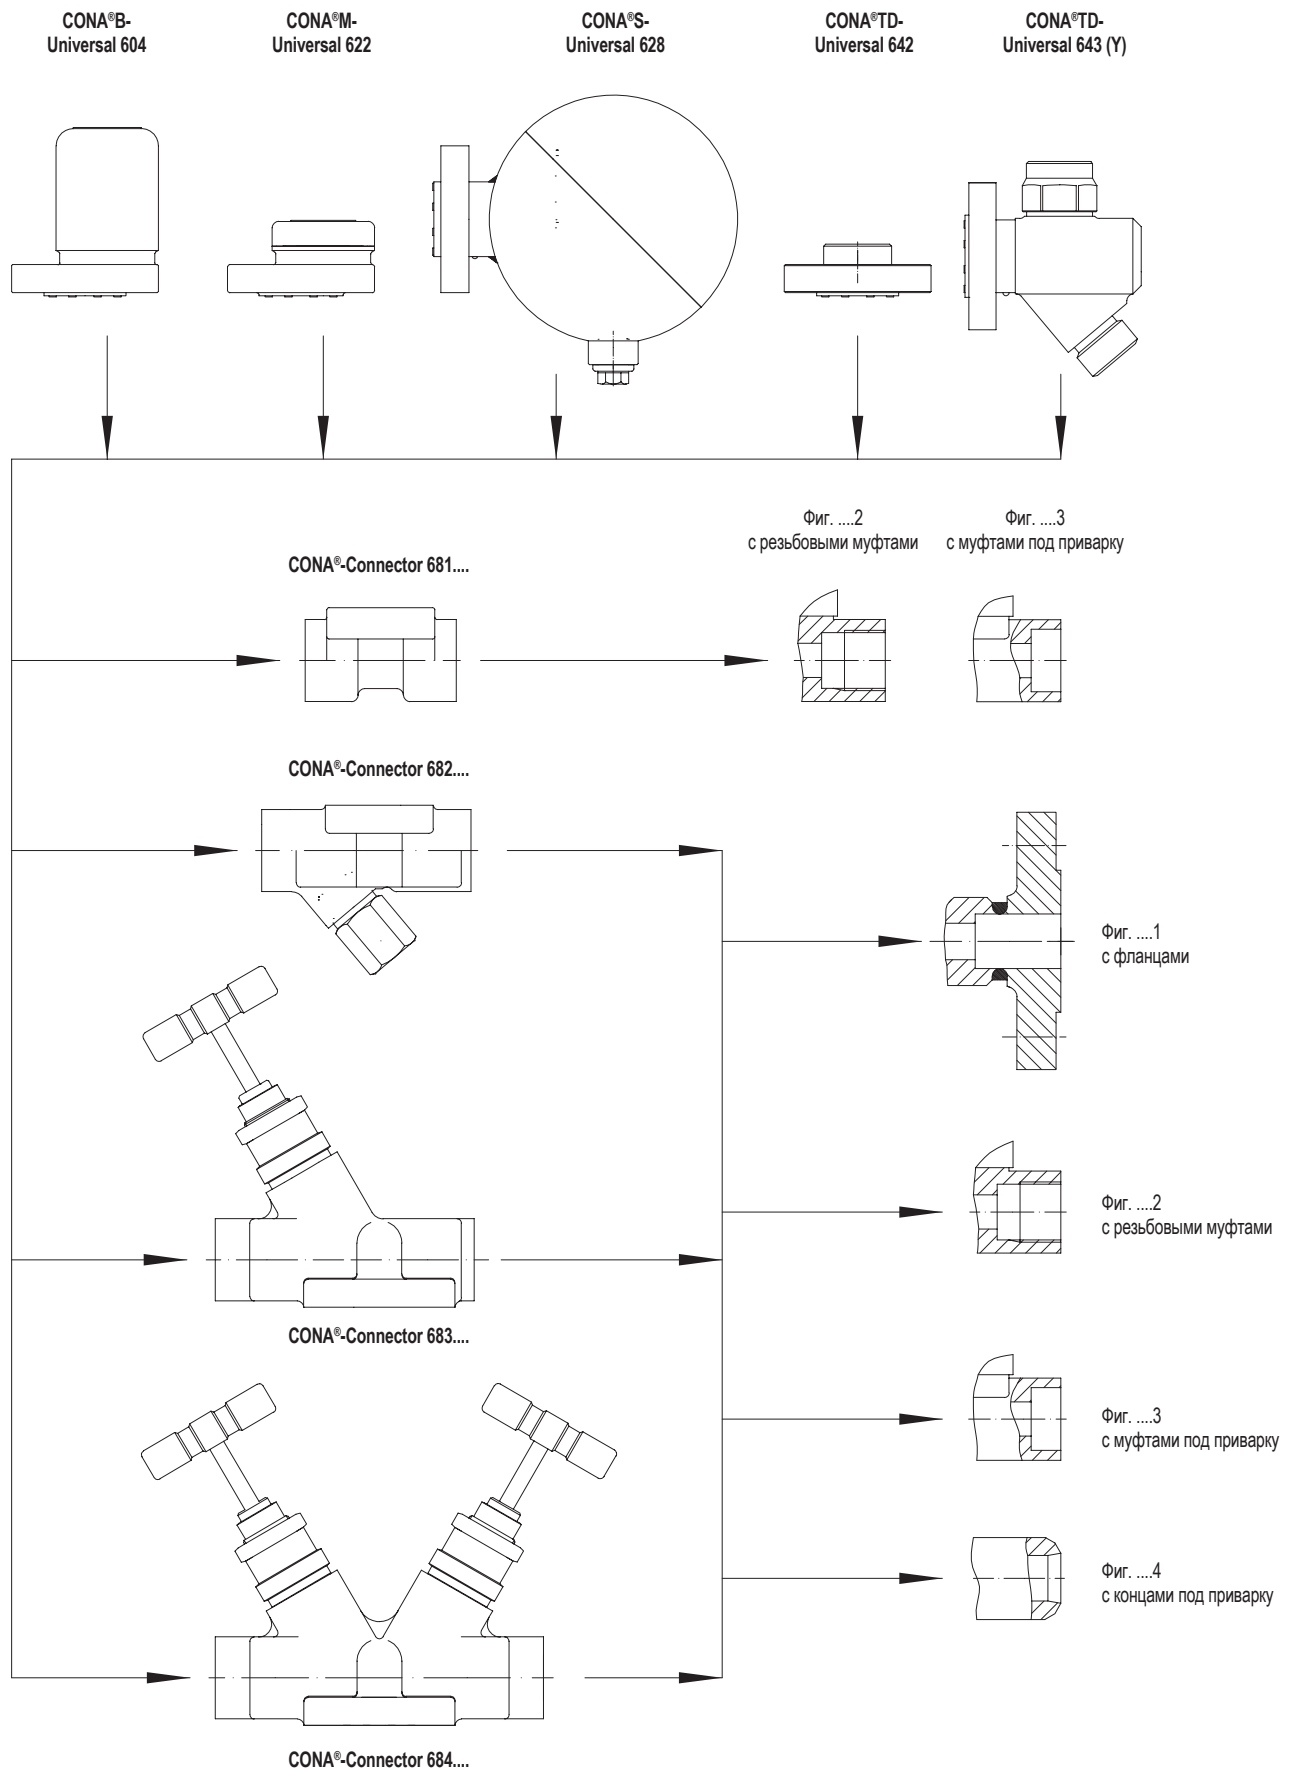 CONA®B-
Universal 604
CONA®M-
Universal 622
CONA®S-
Universal 628
CONA®TD-
Universal 642
CONA®TD-
Universal 643 (Y)
Фиг. ....2
с резьбовыми муфтами
Фиг. ....3
с муфтами под приварку
CONA®-Connector 681....
CONA®-Connector 682....
Фиг. ....1
с фланцами
Фиг. ....2
с резьбовыми муфтами
CONA®-Connector 683....
Фиг. ....3
с муфтами под приварку
Фиг. ....4
с концами под приварку
CONA®-Connector 684....